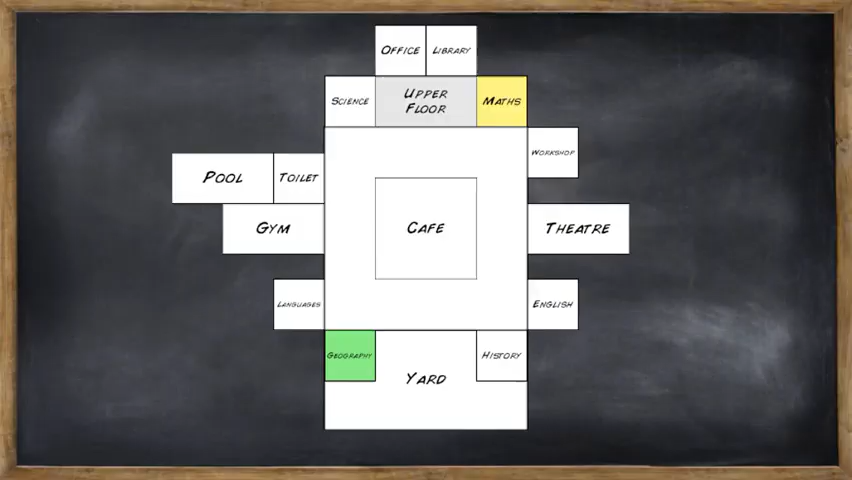 Office
Library
Science
Upper
Floor
Maths
Workshop
Pool
Toilet
Gym
Cafe
Theatre
Languages
English
Geography
History
Yard